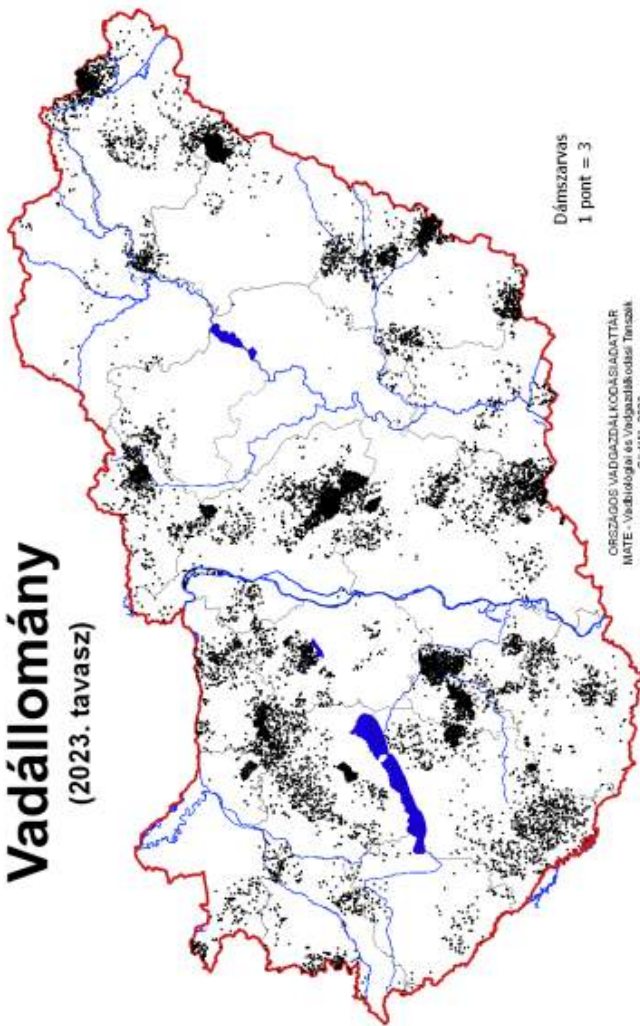 Vadállomány
(2023. tavasz)
Dámszarvas
1 pont = 3
ORSZÁGOS VADGAZDÁLKODÁSI ADATTÁR
MATE - Vadbiológiai és Vadgazdálkodási Tanszék